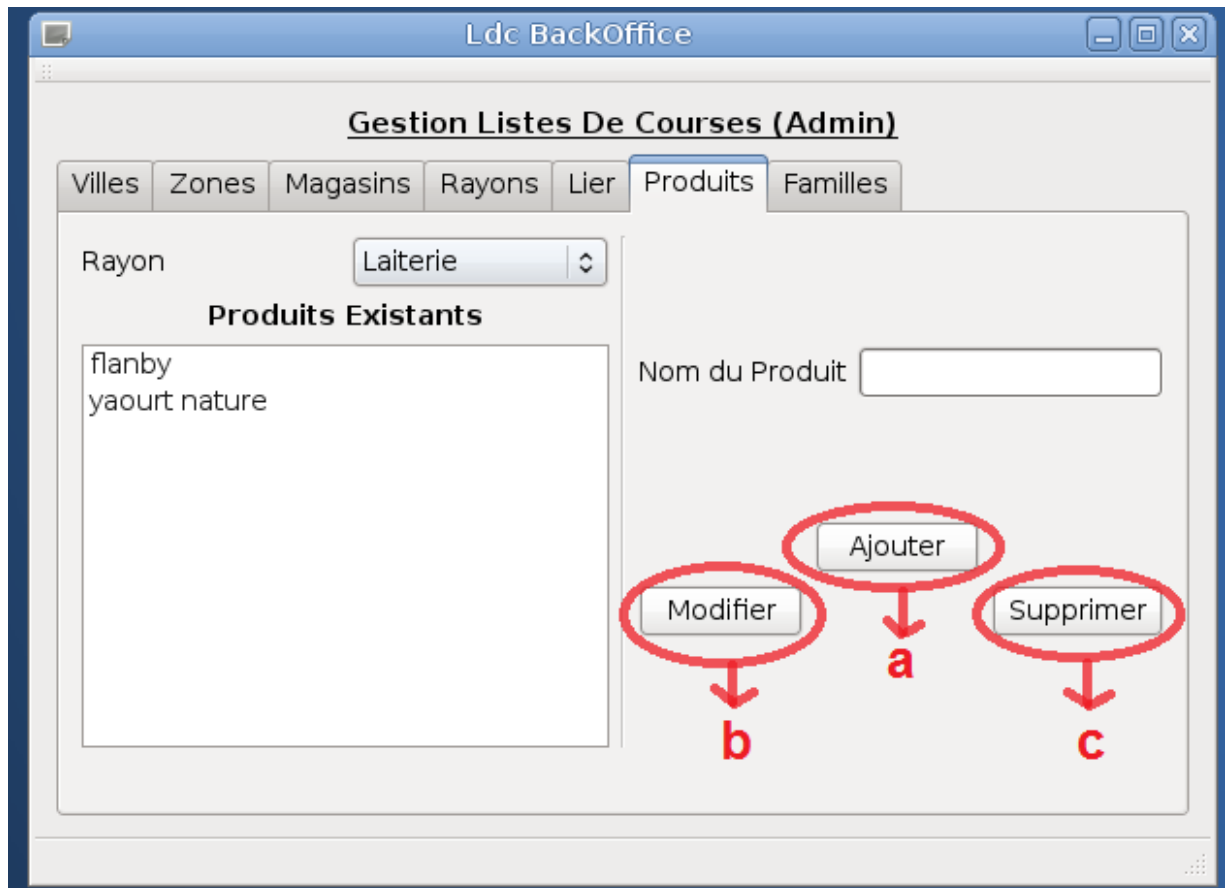 Ldc BackOffice
Gestion Listes De Courses (Admin)
Villes Zones Magasins Rayons Lier Produits Familles
Rayon Laiterie
Produits Existants
flanby
yaourt nature
Nom du Produit
Ajouter
Modifier
Supprimer
a
b
c